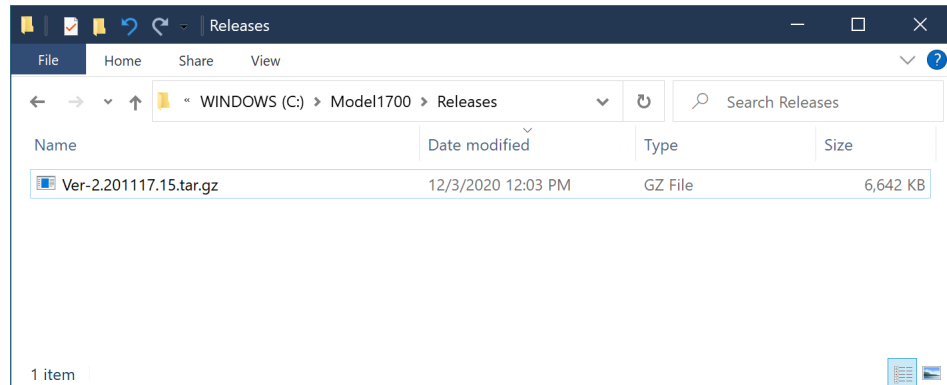 Releases
File Home Share View ?
« WINDOWS (C:) > Model1700 > Releases Search Releases
Name Date modified Type Size
Ver-2.201117.15.tar.gz 12/3/2020 12:03 PM GZ File 6,642 KB
1 item